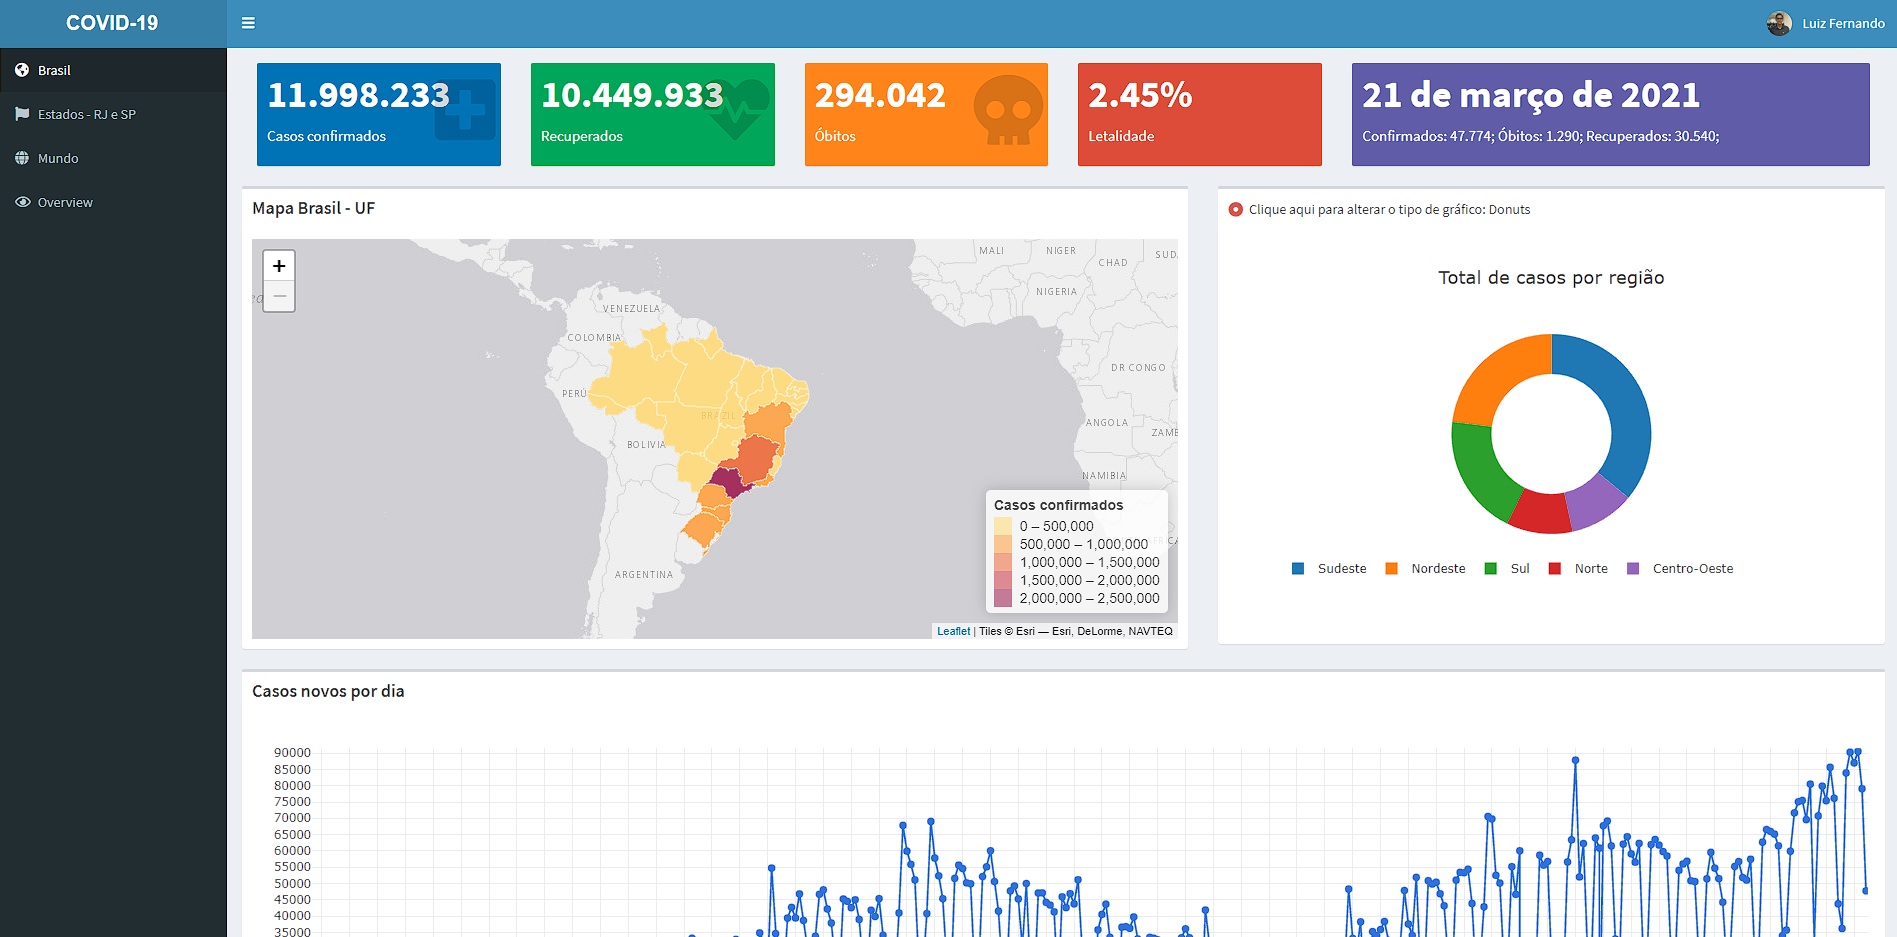 COVID-19
Luiz Fernando
Brasil
Estados - RJ e SP
Mundo
Overview
11.998.233
Casos confirmados
10.449.933
Recuperados
294.042
Óbitos
2.45%
Letalidade
21 de março de 2021
Confirmados: 47.774; Óbitos: 1.290; Recuperados: 30.540;
Mapa Brasil - UF
+
−
MALI
NIGER
CHAD
NIGERIA
VENEZUELA
COLOMBIA
DR CONGO
PERÚ
BRAZIL
ANGOLA
BOLIVIA
NAMIBIA
ARGENTINA
Casos confirmados
0 – 500,000
500,000 – 1,000,000
1,000,000 – 1,500,000
1,500,000 – 2,000,000
2,000,000 – 2,500,000
Leaflet | Tiles © Esri — Esri, DeLorme, NAVTEQ
Clique aqui para alterar o tipo de gráfico: Donuts
Total de casos por região
Sudeste
Nordeste
Sul
Norte
Centro-Oeste
Casos novos por dia
90000
85000
80000
75000
70000
65000
60000
55000
50000
45000
40000
35000